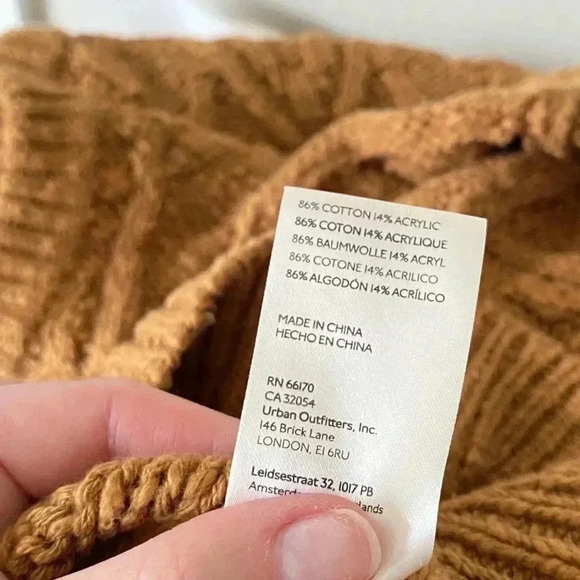 86% COTTON 14% ACRYLIC
86% COTON 14% ACRYLIQUE
86% BAUMWOLLE 14% ACRYL
86% COTONE 14% ACRILICO
86% ALGODÓN 14% ACRÍLICO
MADE IN CHINA
HECHO EN CHINA
RN 66170
CA 32054
Urban Outfitters, Inc.
146 Brick Lane
LONDON, E1 6RU
Leidsestraat 32, 1017 PB